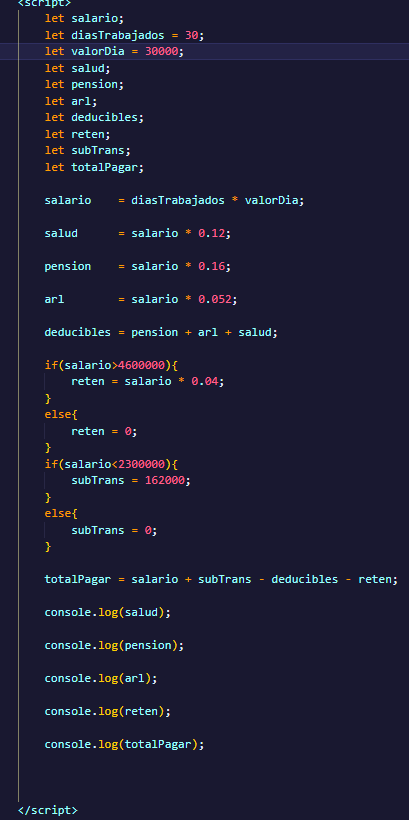 <script>
let salario;
let diasTrabajados = 30;
let valorDia = 30000;
let salud;
let pension;
let arl;
let deducibles;
let reten;
let subTrans;
let totalPagar;
salario    = diasTrabajados * valorDia;
salud      = salario * 0.12;
pension    = salario * 0.16;
arl        = salario * 0.052;
deducibles = pension + arl + salud;
if(salario>4600000){
reten = salario * 0.04;
}
else{
reten = 0;
}
if(salario<2300000){
subTrans = 162000;
}
else{
subTrans = 0;
}
totalPagar = salario + subTrans - deducibles - reten;
console.log(salud);
console.log(pension);
console.log(arl);
console.log(reten);
console.log(totalPagar);
</script>